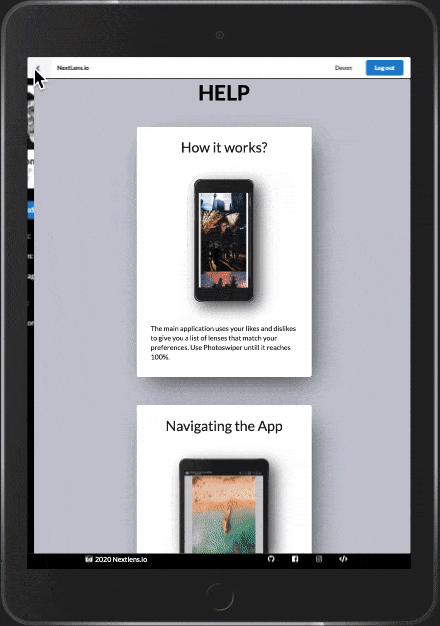 NextLens.io
Devon
Log out
HELP
How it works?
The main application uses your likes and dislikes
to give you a list of lenses that match your
preferences. Use Photoswiper untill it reaches
100%.
Navigating the App
2020 Nextlens.io